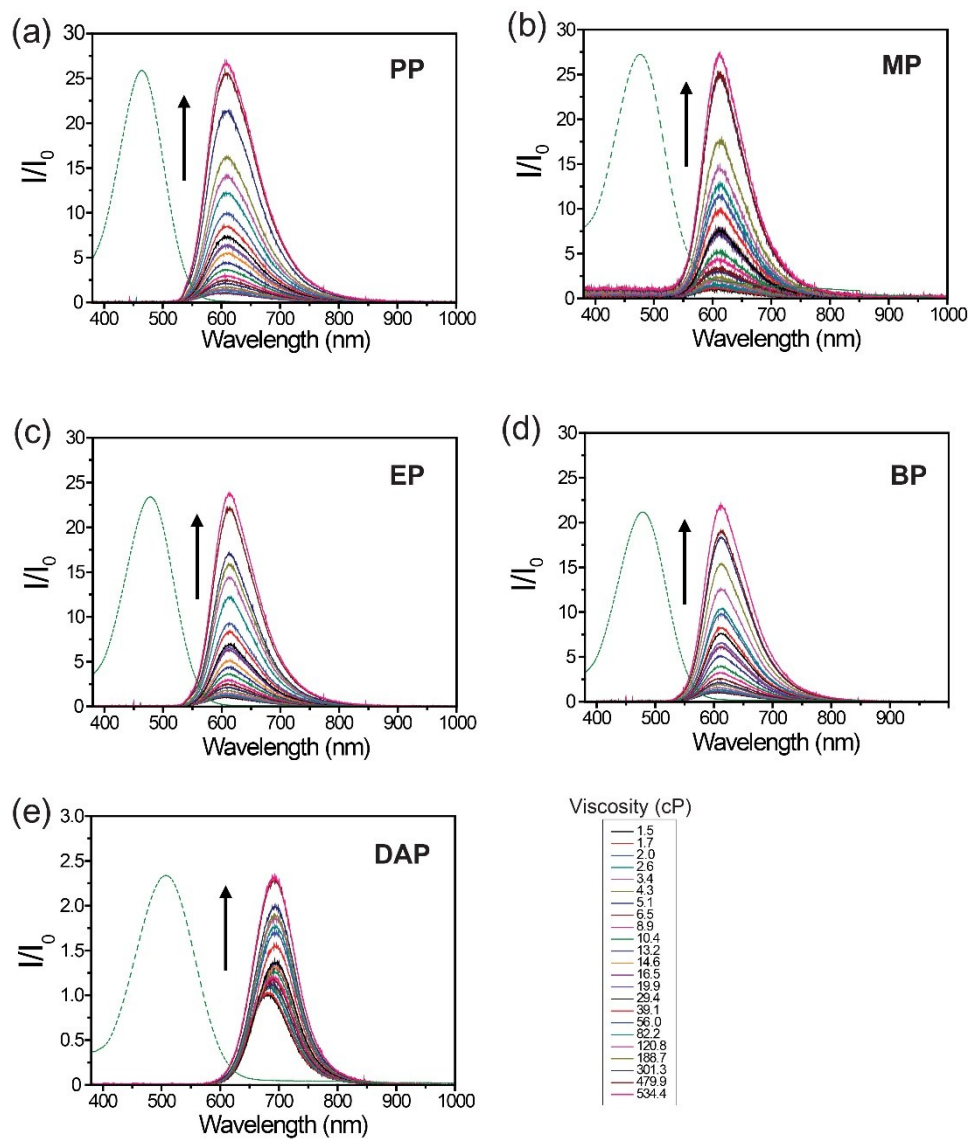 (a)
PP
30
25
20
15
10
5
0
I/I0
400 500 600 700 800 900 1000
Wavelength (nm)
(b)
MP
30
25
20
15
10
5
0
I/I0
400 500 600 700 800 900 1000
Wavelength (nm)
(c)
EP
30
25
20
15
10
5
0
I/I0
400 500 600 700 800 900 1000
Wavelength (nm)
(d)
BP
30
25
20
15
10
5
0
I/I0
400 500 600 700 800 900
Wavelength (nm)
(e)
DAP
3.0
2.5
2.0
1.5
1.0
0.5
0
I/I0
400 500 600 700 800 900 1000
Wavelength (nm)
Viscosity (cP)
1.5
1.7
2.0
2.6
3.4
4.3
5.1
6.5
8.9
10.4
13.2
14.6
16.5
19.9
29.4
39.1
56.0
82.2
120.8
188.7
301.3
479.9
534.4